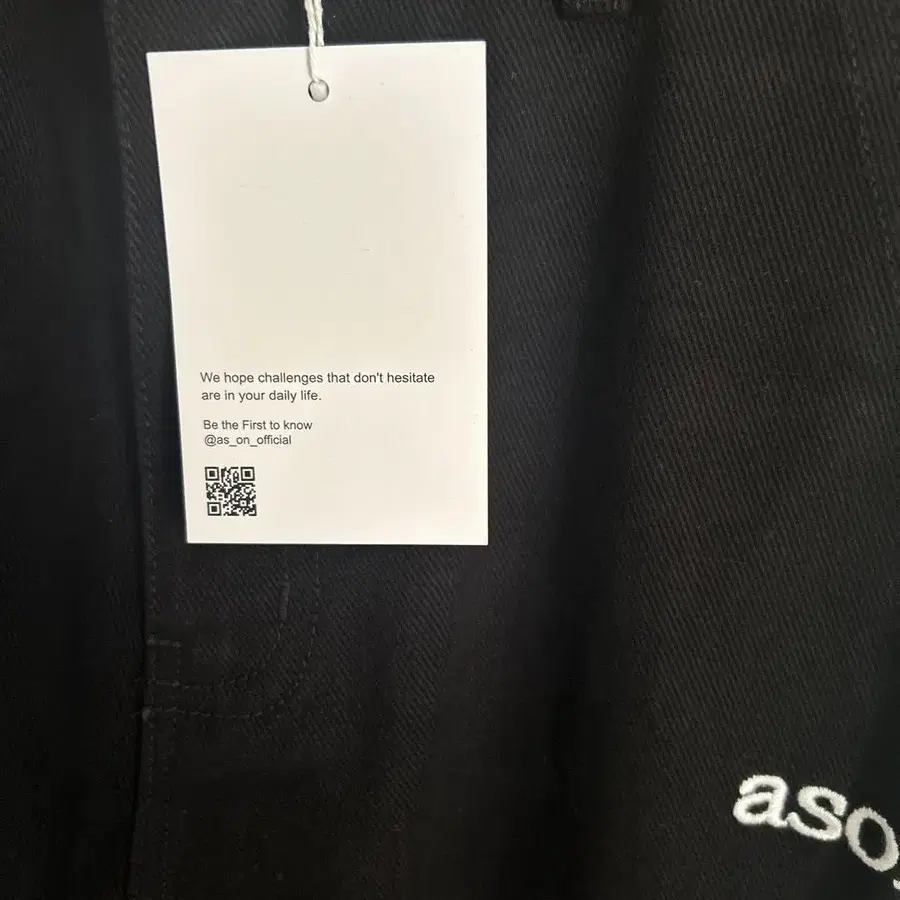 We hope challenges that don't hesitate
are in your daily life.
Be the First to know
@as_on_official
aso